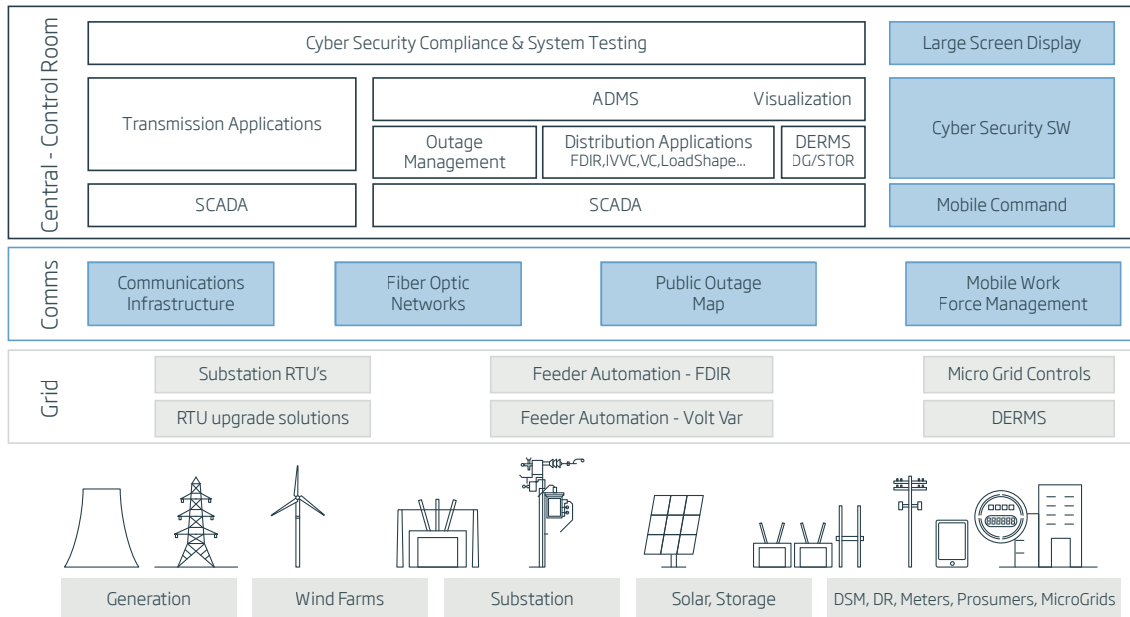 Central - Control Room
Cyber Security Compliance & System Testing
Large Screen Display
Transmission Applications
ADMS
Visualization
Cyber Security SW
Outage
Management
Distribution Applications
FDIR,IVVC,VC,LoadShape...
DERMS
DG/STOR
SCADA
SCADA
Mobile Command
Comms
Communications
Infrastructure
Fiber Optic
Networks
Public Outage
Map
Mobile Work
Force Management
Grid
Substation RTU's
Feeder Automation - FDIR
Micro Grid Controls
RTU upgrade solutions
Feeder Automation - Volt Var
DERMS
Generation
Wind Farms
Substation
Solar, Storage
DSM, DR, Meters, Prosumers, MicroGrids